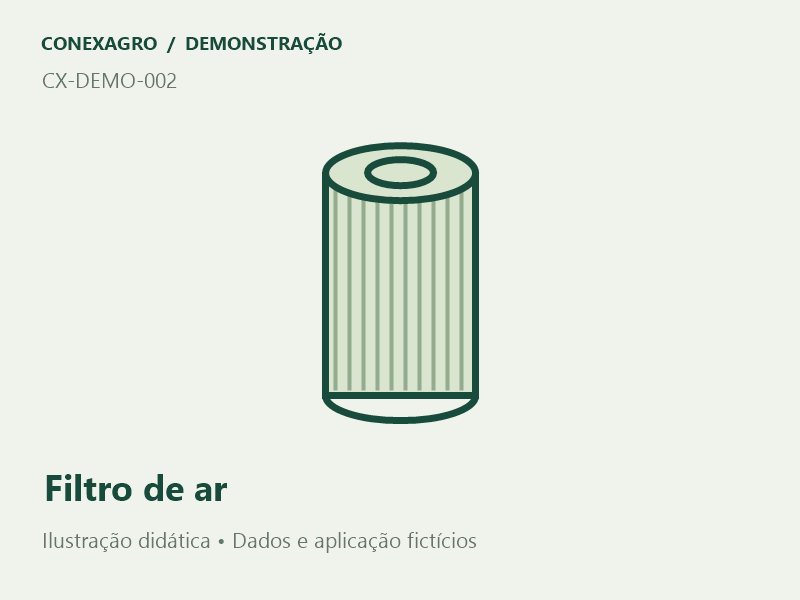 CONEXAGRO / DEMONSTRAÇÃO
CX-DEMO-002
Filtro de ar
Ilustração didática • Dados e aplicação fictícios